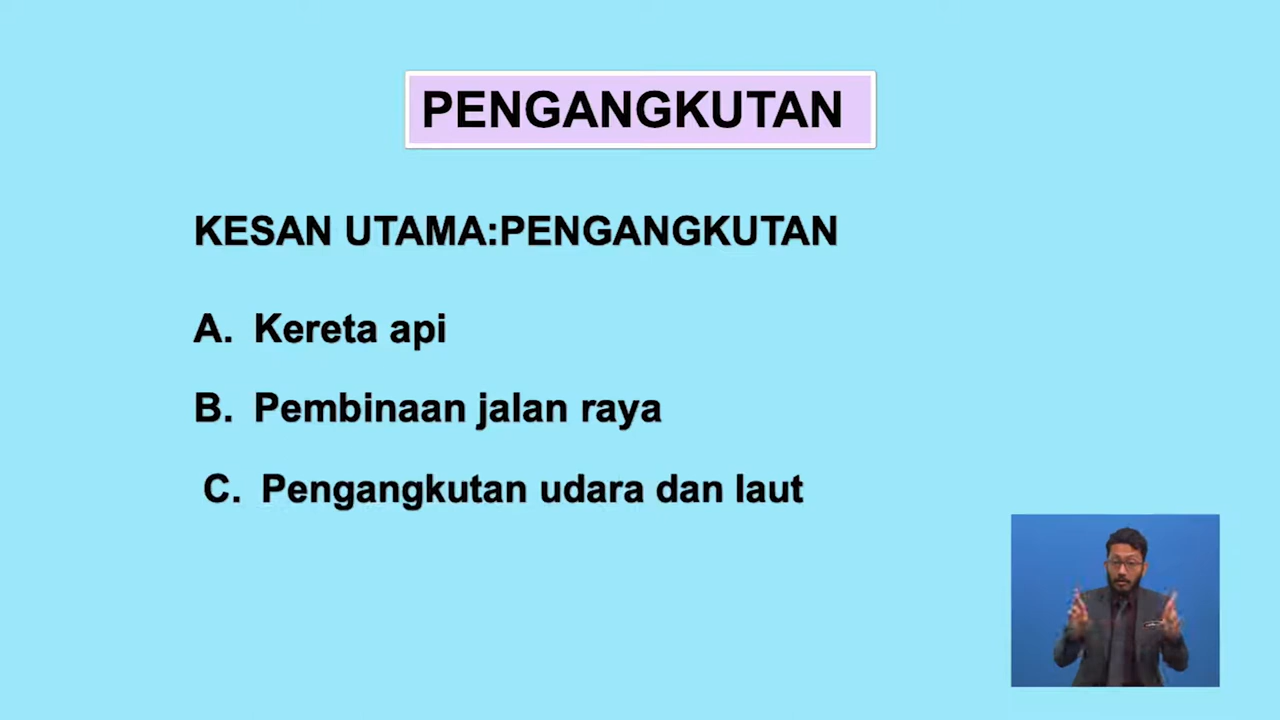 PENGANGKUTAN
KESAN UTAMA:PENGANGKUTAN
A. Kereta api
B. Pembinaan jalan raya
C. Pengangkutan udara dan laut